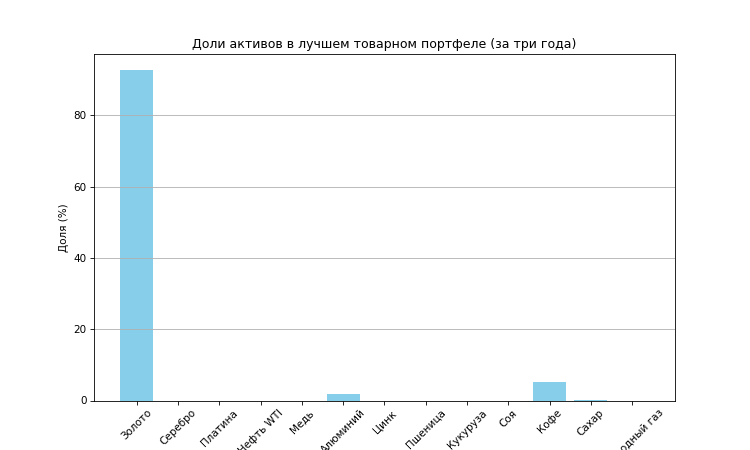 Доли активов в лучшем товарном портфеле (за три года)
Доля (%)
80
60
40
20
0
Золото
Серебро
Платина
Нефть WTI
Медь
Алюминий
Цинк
Пшеница
Кукуруза
Соя
Кофе
Сахар
газ